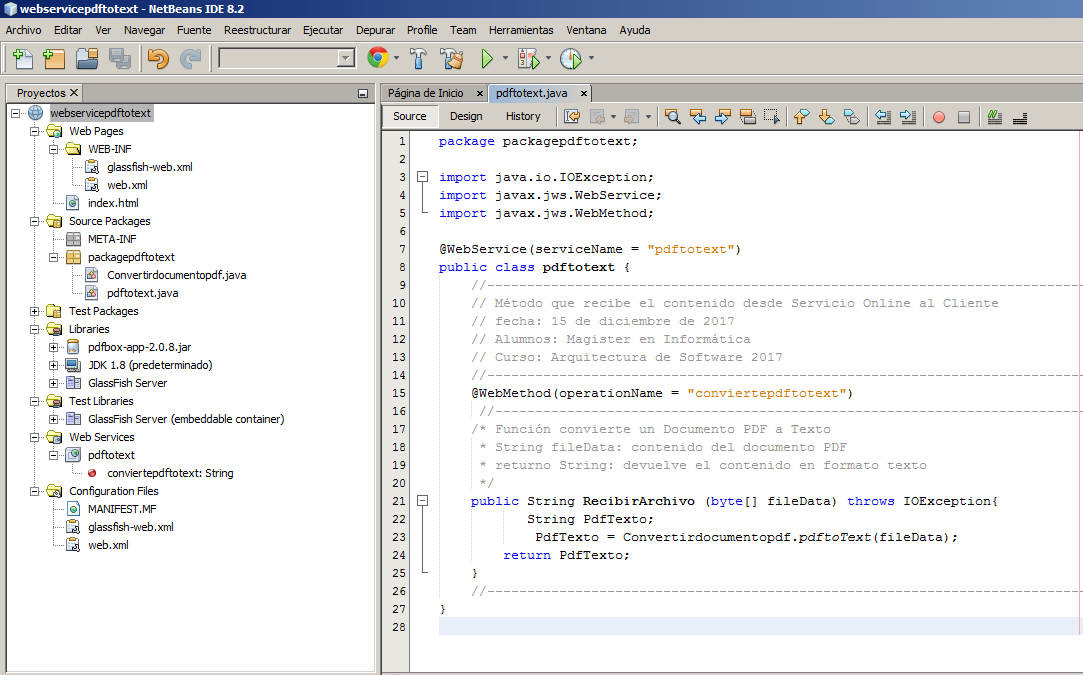 webservicepdftotext - NetBeans IDE 8.2
Archivo Editar Ver Navegar Fuente Reestructurar Ejecutar Depurar Profile Team Herramientas Ventana Ayuda
Proyectos
webservicepdftotext
Web Pages
WEB-INF
glassfish-web.xml
web.xml
index.html
Source Packages
META-INF
packagepdftotext
Convertirdocumentopdf.java
pdftotext.java
Test Packages
Libraries
pdfbox-app-2.0.8.jar
JDK 1.8 (predeterminado)
GlassFish Server
Test Libraries
GlassFish Server (embeddable container)
Web Services
pdftotext
conviertepdftotext: String
Configuration Files
MANIFEST.MF
glassfish-web.xml
web.xml
Página de Inicio pdftotext.java
Source Design History
1 package packagepdftotext;
2
3 import java.io.IOException;
4 import javax.jws.WebService;
5 import javax.jws.WebMethod;
6
7 @WebService(serviceName = "pdftotext")
8 public class pdftotext {
9 //--------------------------------------------------------------------------
10 // Método que recibe el contenido desde Servicio Online al Cliente
11 // fecha: 15 de diciembre de 2017
12 // Alumnos: Magister en Informática
13 // Curso: Arquitectura de Software 2017
14 //--------------------------------------------------------------------------
15 @WebMethod(operationName = "conviertepdftotext")
16 //-------------------------------------------------------------------------
17 /* Función convierte un Documento PDF a Texto
18 * String fileData: contenido del documento PDF
19 * returno String: devuelve el contenido en formato texto
20 */
21 public String RecibirArchivo (byte[] fileData) throws IOException{
22 String PdfTexto;
23 PdfTexto = Convertirdocumentopdf.pdftoText(fileData);
24 return PdfTexto;
25 }
26 //--------------------------------------------------------------------------
27 }
28